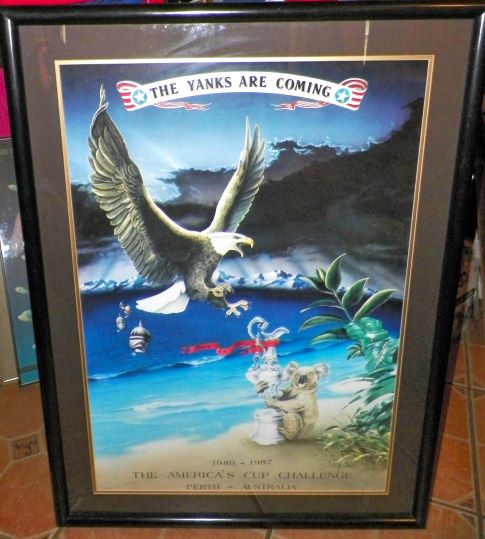 THE YANKS ARE COMING
1986 - 1987
THE AMERICA'S CUP CHALLENGE
PERTH - AUSTRALIA